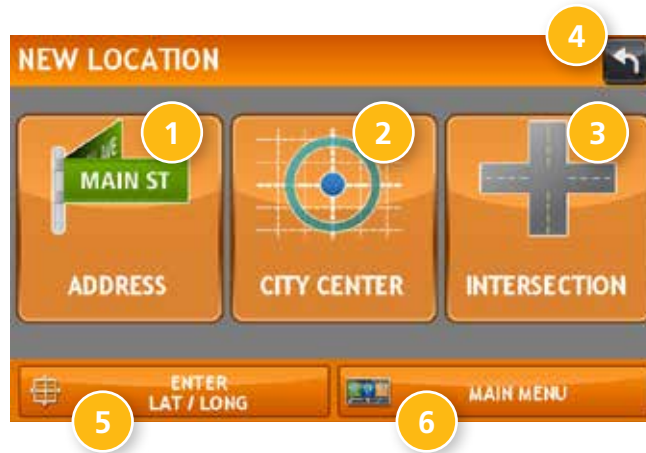 4
NEW LOCATION
1
2
3
AVE
MAIN ST
ADDRESS
CITY CENTER
INTERSECTION
ENTER
LAT / LONG
MAIN MENU
5
6